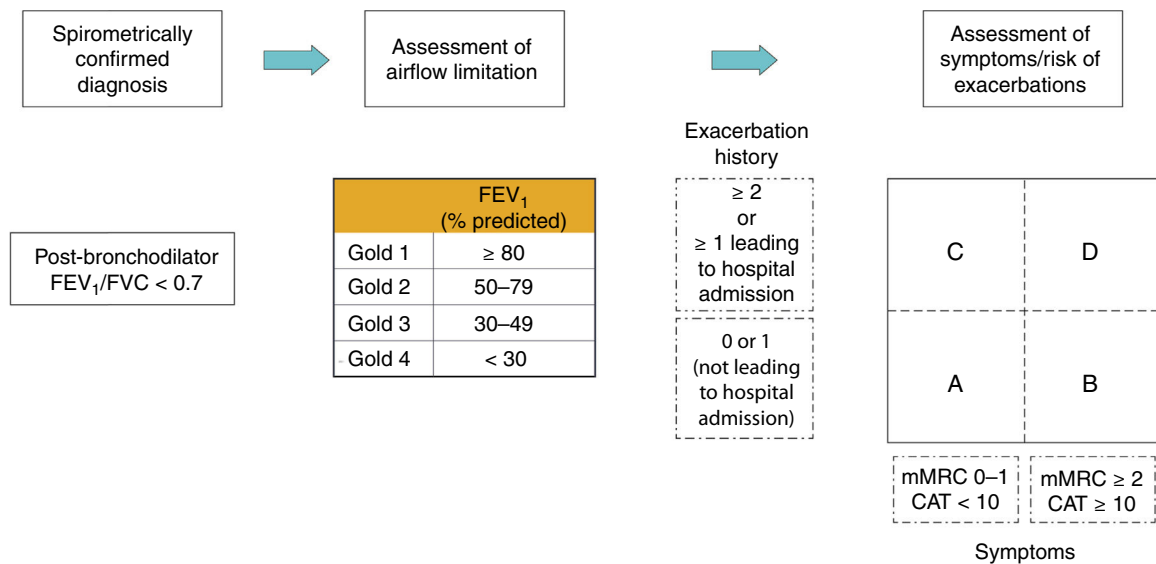 Spirometrically
confirmed
diagnosis
Assessment of
airflow limitation
Assessment of
symptoms/risk of
exacerbations
Post-bronchodilator
FEV₁/FVC < 0.7
FEV₁
(% predicted)
Gold 1 ≥ 80
Gold 2 50–79
Gold 3 30–49
Gold 4 < 30
Exacerbation
history
≥ 2
or
≥ 1 leading
to hospital
admission
0 or 1
(not leading
to hospital
admission)
C D
A B
mMRC 0–1
CAT < 10
mMRC ≥ 2
CAT ≥ 10
Symptoms